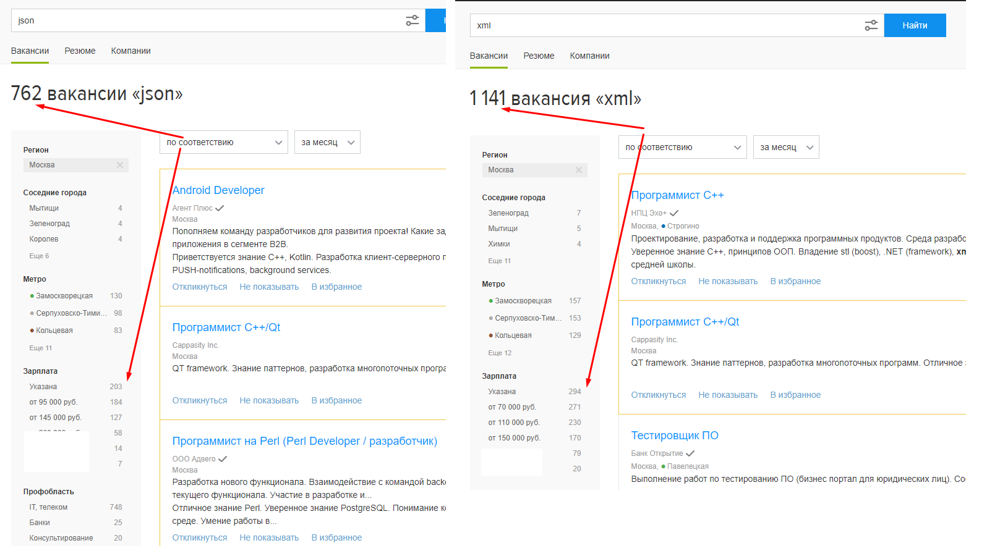 json
Вакансии Резюме Компании
762 вакансии «json»
по соответствию за месяц
Регион
Москва
Соседние города
Мытищи 4
Зеленоград 4
Королев 4
Еще 6
Метро
Замоскворецкая 130
Серпуховско-Тими... 98
Кольцевая 83
Еще 11
Зарплата
Указана 203
от 95 000 руб. 184
от 145 000 руб. 127
58
14
7
Профобласть
IT, телеком 748
Банки 25
Консультирование 20
Android Developer
Агент Плюс
Москва
Пополняем команду разработчиков для развития проекта! Какие
приложения в сегменте B2B.
Приветствуется знание C++, Kotlin. Разработка клиент-серверного
PUSH-notifications, background services.
Откликнуться Не показывать В избранное
Программист C++/Qt
Cappasity Inc.
Москва
QT framework. Знание паттернов, разработка многопоточных
Откликнуться Не показывать В избранное
Программист на Perl (Perl Developer / разработчик)
ООО Адвего
Москва
Разработка нового функционала. Взаимодействие с командой
текущего функционала. Участие в разработке и...
Отличное знание Perl. Уверенное знание PostgreSQL. Понимание
среде. Умение работы в...
Откликнуться Не показывать В избранное
xml
Найти
Вакансии Резюме Компании
1 141 вакансия «xml»
по соответствию за месяц
Регион
Москва
Соседние города
Зеленоград 7
Мытищи 5
Химки 4
Еще 11
Метро
Замоскворецкая 157
Серпуховско-Тим... 153
Кольцевая 129
Еще 12
Зарплата
Указана 294
от 70 000 руб. 271
от 110 000 руб. 230
от 150 000 руб. 170
79
20
Программист C++
НПЦ Эхо+
Москва, Строгино
Проектирование, разработка и поддержка программных продуктов. Среда
Уверенное знание C++, принципов ООП. Владение stl (boost), .NET (framework),
средней школы.
Откликнуться Не показывать В избранное
Программист C++/Qt
Cappasity Inc.
Москва
QT framework. Знание паттернов, разработка многопоточных программ. Отличное
Откликнуться Не показывать В избранное
Тестировщик ПО
Банк Открытие
Москва, Павелецкая
Выполнение работ по тестированию ПО (бизнес портал для юридических лиц).